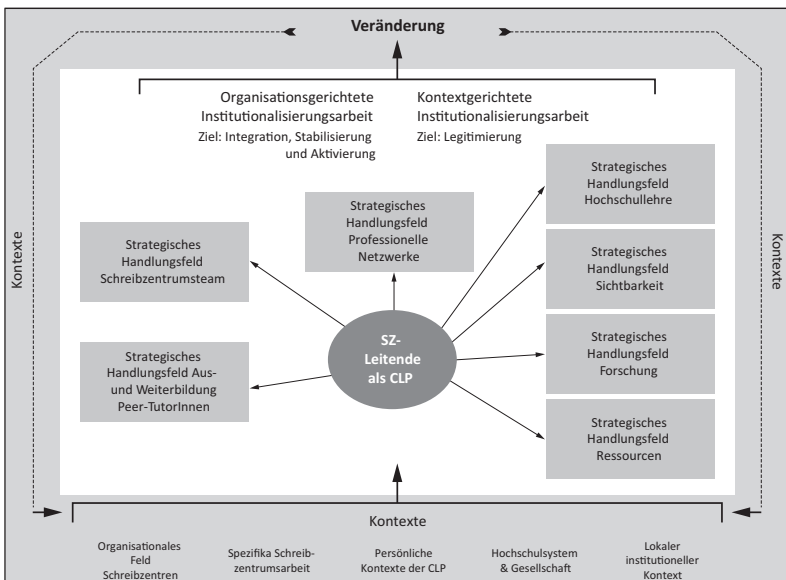 Veränderung
Organisationsgerichtete
Institutionalisierungsarbeit
Ziel: Integration, Stabilisierung
und Aktivierung
Kontextgerichtete
Institutionalisierungsarbeit
Ziel: Legitimierung
Strategisches
Handlungsfeld
Hochschullehre
Strategisches
Handlungsfeld
Professionelle
Netzwerke
Strategisches
Handlungsfeld
Schreibzentrumsteam
Strategisches
Handlungsfeld
Sichtbarkeit
Kontexte
Kontexte
SZ-
Leitende
als CLP
Strategisches
Handlungsfeld Aus-
und Weiterbildung
Peer-TutorInnen
Strategisches
Handlungsfeld
Forschung
Strategisches
Handlungsfeld
Ressourcen
Kontexte
Organisationales
Feld
Schreibzentren
Spezifika Schreib-
zentrumsarbeit
Persönliche
Kontexte der CLP
Hochschulsystem
& Gesellschaft
Lokaler
institutioneller
Kontext